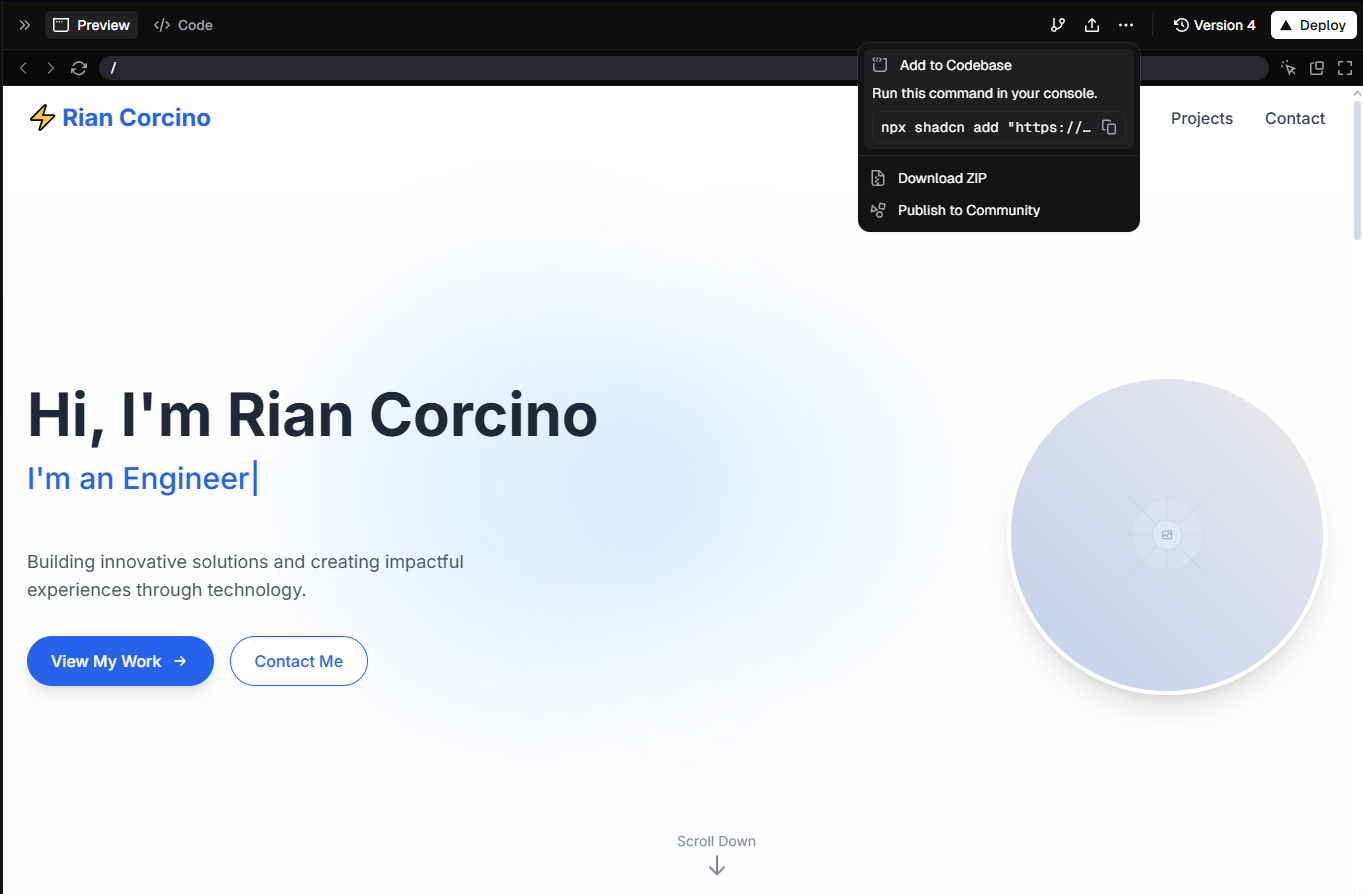 Preview
Code
Version 4
Deploy
/
Add to Codebase
Run this command in your console.
npx shadcn add "https://…
Download ZIP
Publish to Community
⚡ Rian Corcino
Projects
Contact
Hi, I'm Rian Corcino
I'm an Engineer|
Building innovative solutions and creating impactful
experiences through technology.
View My Work →
Contact Me
Scroll Down